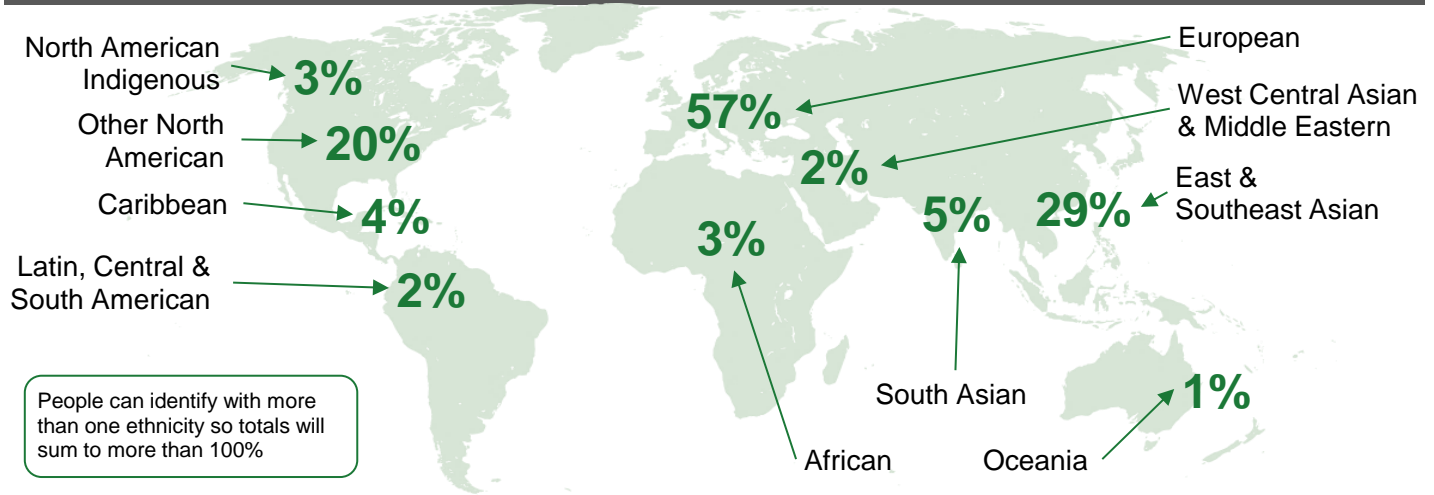 North American
Indigenous
3%
Other North
American
20%
Caribbean
4%
Latin, Central &
South American
2%
European
57%
West Central Asian
& Middle Eastern
2%
East &
Southeast Asian
29%
South Asian
5%
African
3%
Oceania
1%
People can identify with more
than one ethnicity so totals will
sum to more than 100%